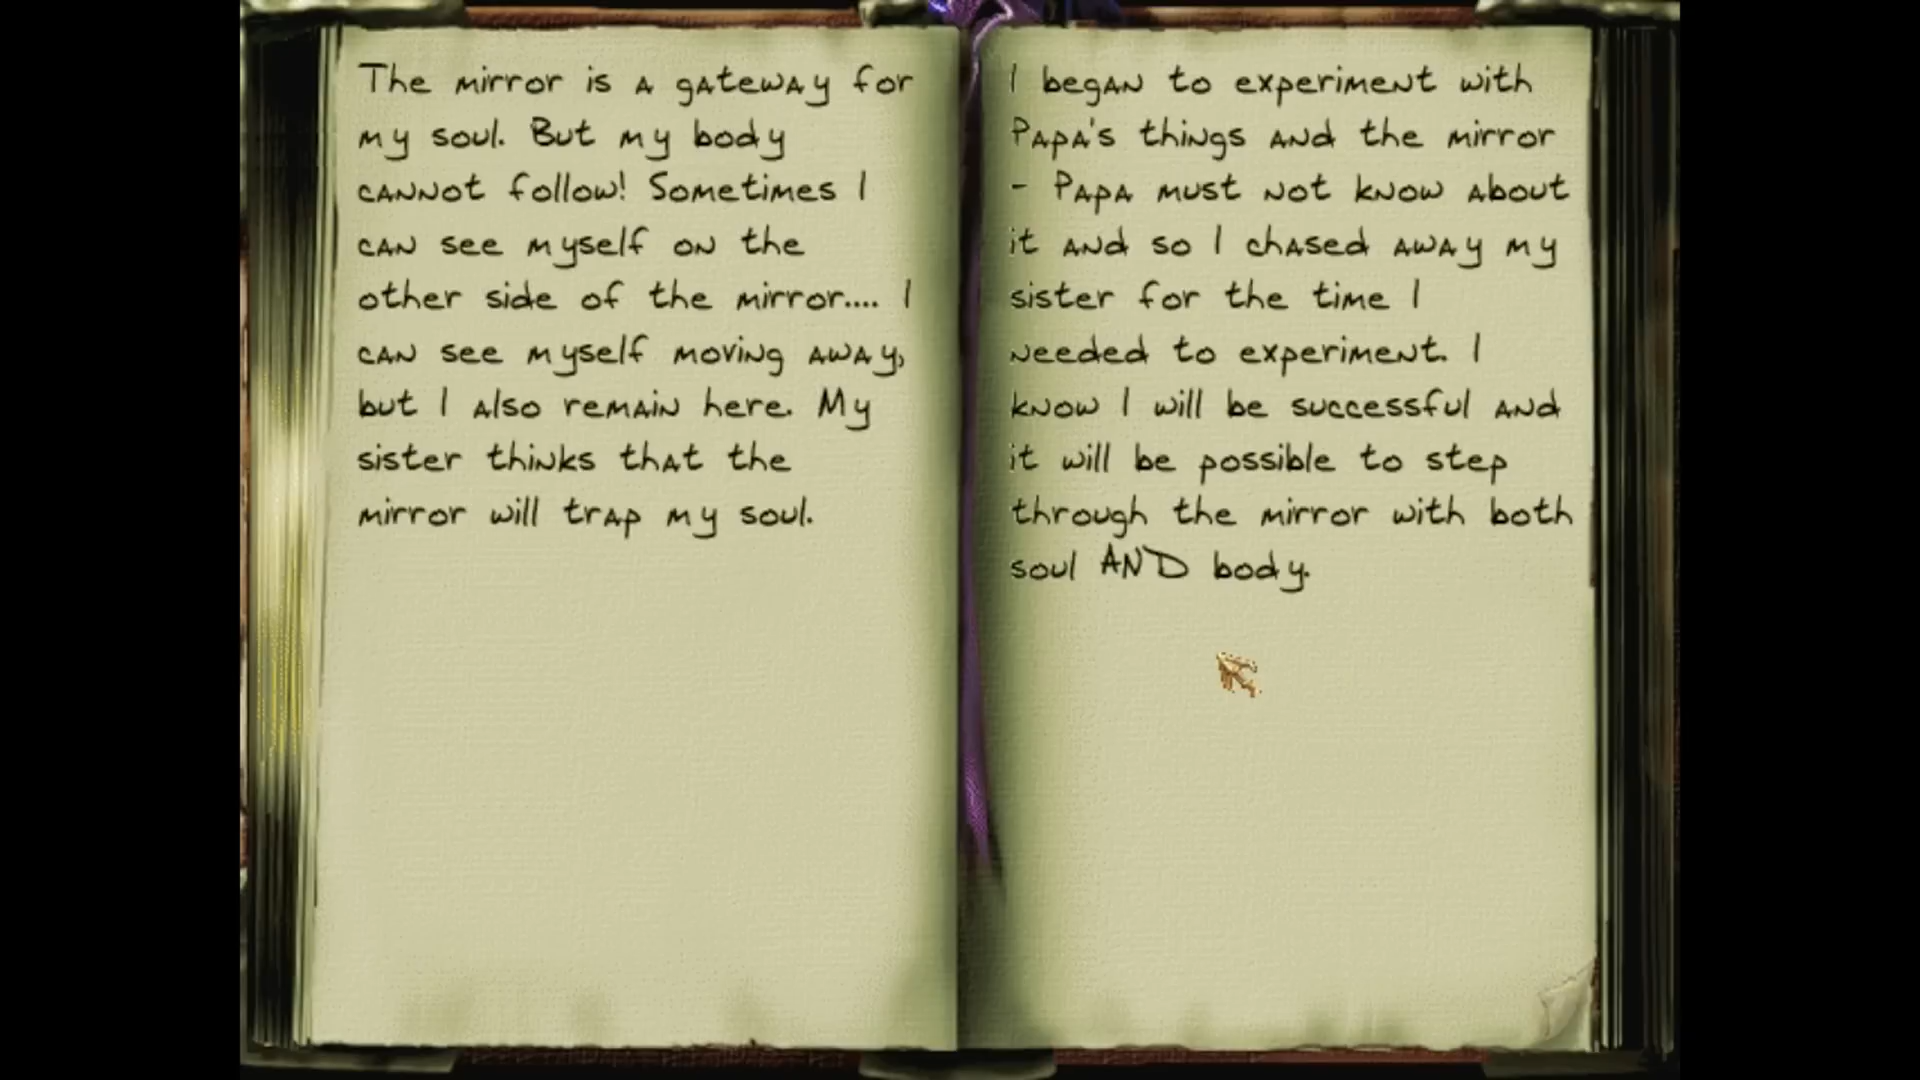 The mirror is a gateway for
my soul. But my body
cannot follow! Sometimes I
can see myself on the
other side of the mirror.... I
can see myself moving away,
but I also remain here. My
sister thinks that the
mirror will trap my soul.
I began to experiment with
Papa's things and the mirror
- Papa must not know about
it and so I chased away my
sister for the time I
needed to experiment. I
know I will be successful and
it will be possible to step
through the mirror with both
soul AND body.